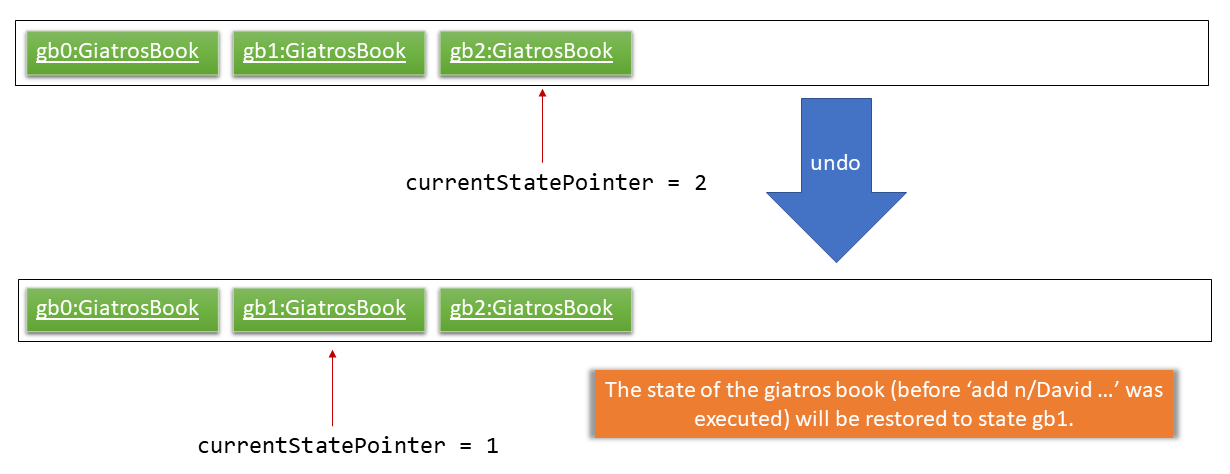 gb0:GiatrosBook gb1:GiatrosBook gb2:GiatrosBook
undo
currentStatePointer = 2
gb0:GiatrosBook gb1:GiatrosBook gb2:GiatrosBook
The state of the giatros book (before ‘add n/David …’ was
executed) will be restored to state gb1.
currentStatePointer = 1